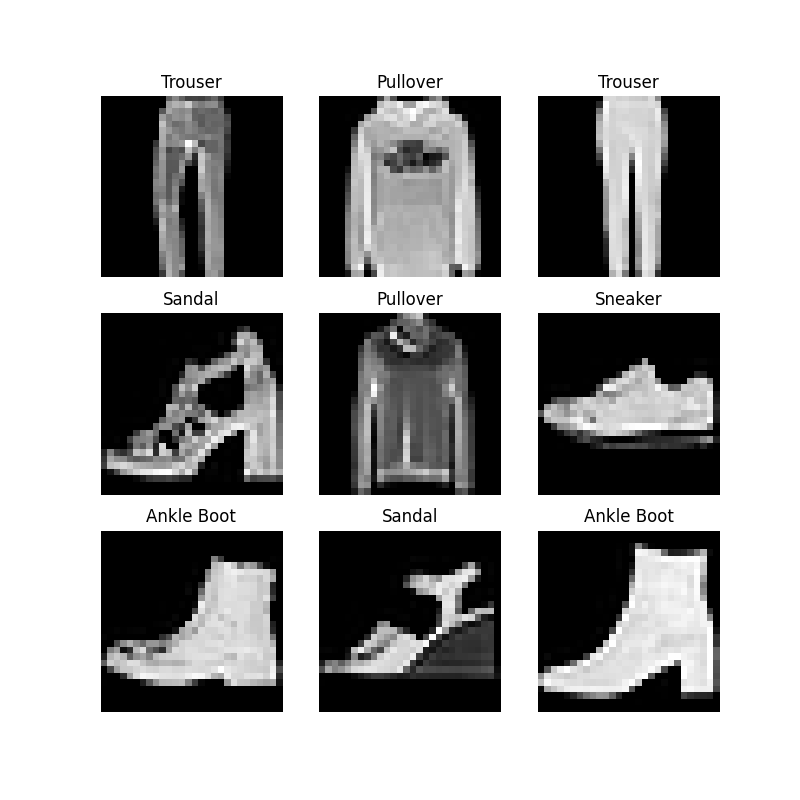 Trouser
Pullover
Trouser
Sandal
Pullover
Sneaker
Ankle Boot
Sandal
Ankle Boot